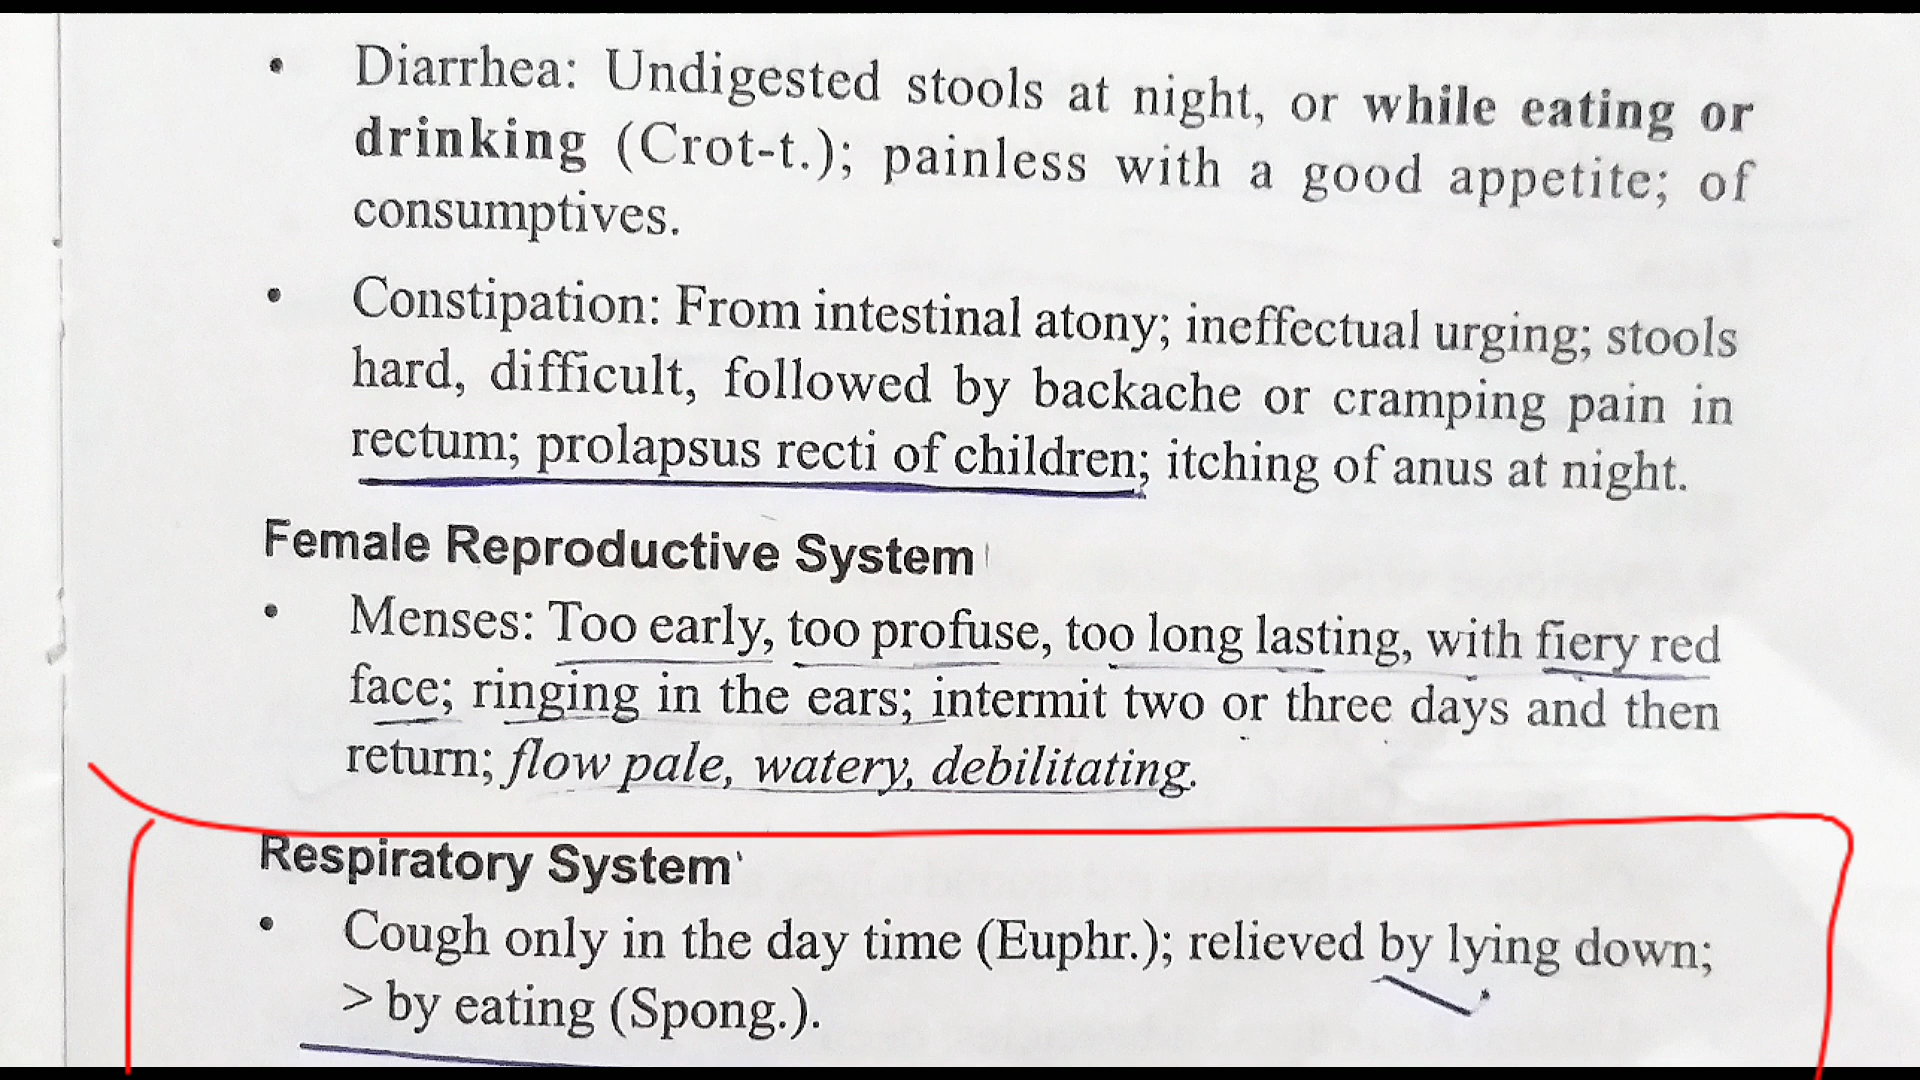 • Diarrhea: Undigested stools at night, or while eating or
drinking (Crot-t.); painless with a good appetite; of
consumptives.
• Constipation: From intestinal atony; ineffectual urging; stools
hard, difficult, followed by backache or cramping pain in
rectum; prolapsus recti of children; itching of anus at night.
Female Reproductive System
• Menses: Too early, too profuse, too long lasting, with fiery red
face; ringing in the ears; intermit two or three days and then
return; flow pale, watery, debilitating.
Respiratory System
• Cough only in the day time (Euphr.); relieved by lying down;
> by eating (Spong.).